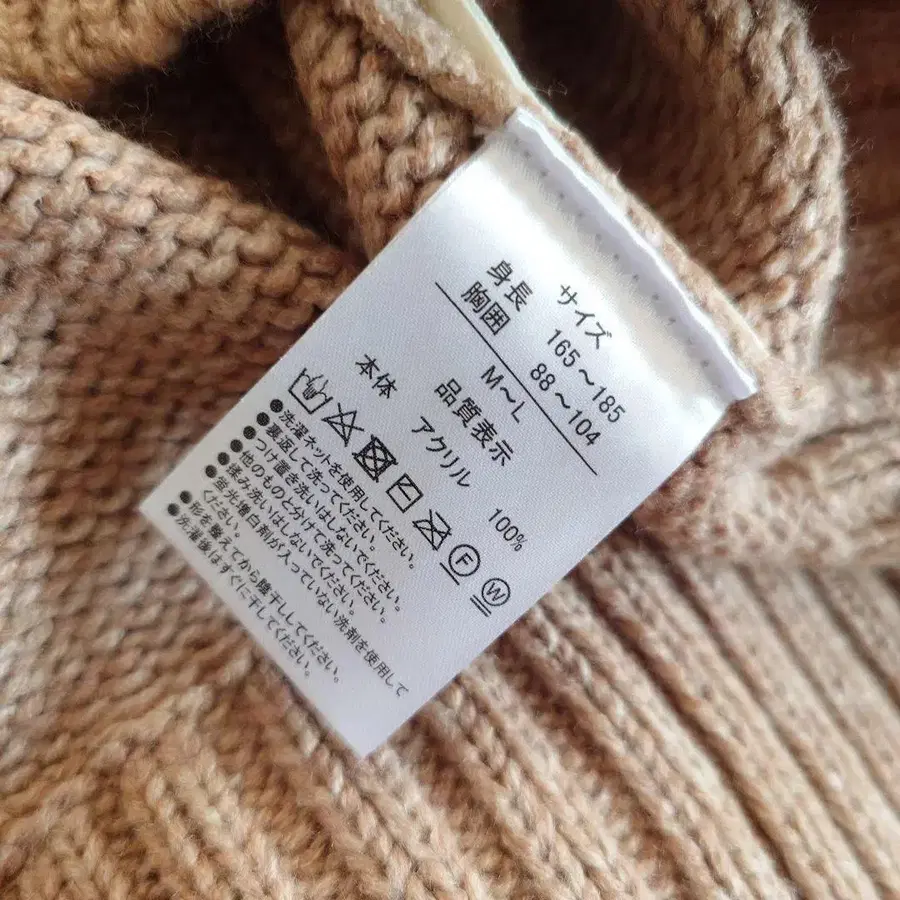 サイズ M～L
身長 165～185
胸囲 88～104
品質表示
本体 アクリル 100%
F W
●洗濯ネットを使用してください。
●裏返して洗ってください。
●つけ置き洗いはしないでください。
●他のものと分けて洗ってください。
●揉み洗いはしないでください。
●蛍光増白剤が入っていない洗剤を使用して
ください。
●形を整えてから陰干ししてください。
●洗濯後はすぐに干してください。